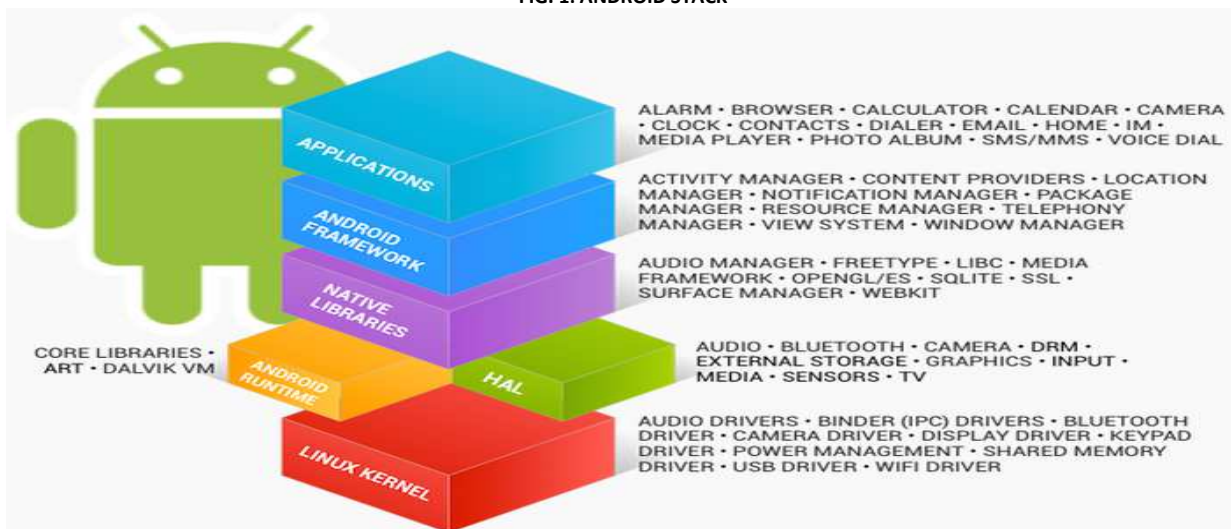 FIG. 1: ANDROID STACK
APPLICATIONS
ALARM • BROWSER • CALCULATOR • CALENDAR • CAMERA
• CLOCK • CONTACTS • DIALER • EMAIL • HOME • IM •
MEDIA PLAYER • PHOTO ALBUM • SMS/MMS • VOICE DIAL
ANDROID
FRAMEWORK
ACTIVITY MANAGER • CONTENT PROVIDERS • LOCATION
MANAGER • NOTIFICATION MANAGER • PACKAGE
MANAGER • RESOURCE MANAGER • TELEPHONY
MANAGER • VIEW SYSTEM • WINDOW MANAGER
NATIVE
LIBRARIES
AUDIO MANAGER • FREETYPE • LIBC • MEDIA
FRAMEWORK • OPENGL/ES • SQLITE • SSL •
SURFACE MANAGER • WEBKIT
CORE LIBRARIES •
ART • DALVIK VM
ANDROID
RUNTIME
HAL
AUDIO • BLUETOOTH • CAMERA • DRM •
EXTERNAL STORAGE • GRAPHICS • INPUT •
MEDIA • SENSORS • TV
LINUX KERNEL
AUDIO DRIVERS • BINDER (IPC) DRIVERS • BLUETOOTH
DRIVER • CAMERA DRIVER • DISPLAY DRIVER • KEYPAD
DRIVER • POWER MANAGEMENT • SHARED MEMORY
DRIVER • USB DRIVER • WIFI DRIVER